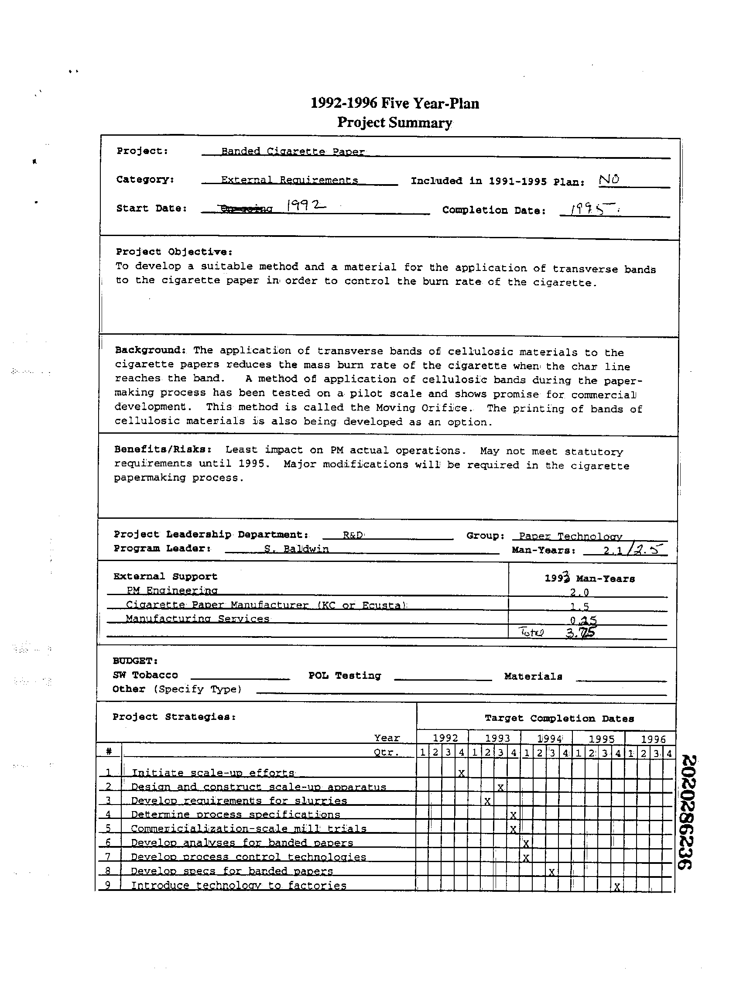 1992-1996 Five Year-Plan
Project Summary
Project: Banded Cigarette Paper
Category: External Requirements Included in 1991-1995 Plan: NO
Start Date: 1992 Completion Date: 1995
Project Objective:
To develop a suitable method and a material for the application of transverse bands
to the cigarette paper in order to control the burn rate of the cigarette.
Background: The application of transverse bands of cellulosic materials to the
cigarette papers reduces the mass burn rate of the cigarette when the char line
reaches the band. A method of application of cellulosic bands during the paper-
making process has been tested on a pilot scale and shows promise for commercial
development. This method is called the Moving Orifice. The printing of bands of
cellulosic materials is also being developed as an option.
Benefits/Risks: Least impact on PM actual operations. May not meet statutory
requirements until 1995. Major modifications will be required in the cigarette
papermaking process.
Project Leadership Department: R&D Group: Paper Technology
Program Leader: S. Baldwin Man-Years: 2.1/2.5
External Support 1993 Man-Years
PM Engineering 2.0
Cigarette Paper Manufacturer (KC or Ecusta) 1.5
Manufacturing Services 0.25
Total 3.75
BUDGET:
SW Tobacco POL Testing Materials
Other (Specify Type)
Project Strategies: Target Completion Dates
Year 1992 1993 1994 1995 1996
# Qtr. 1 2 3 4 1 2 3 4 1 2 3 4 1 2 3 4 1 2 3 4
1 Initiate scale-up efforts X
2 Design and construct scale-up apparatus X
3 Develop requirements for slurries X
4 Determine process specifications X
5 Commericialization-scale mill trials X
6 Develop analyses for banded papers X
7 Develop process control technologies X
8 Develop specs for banded papers X
9 Introduce technology to factories X
2020286236